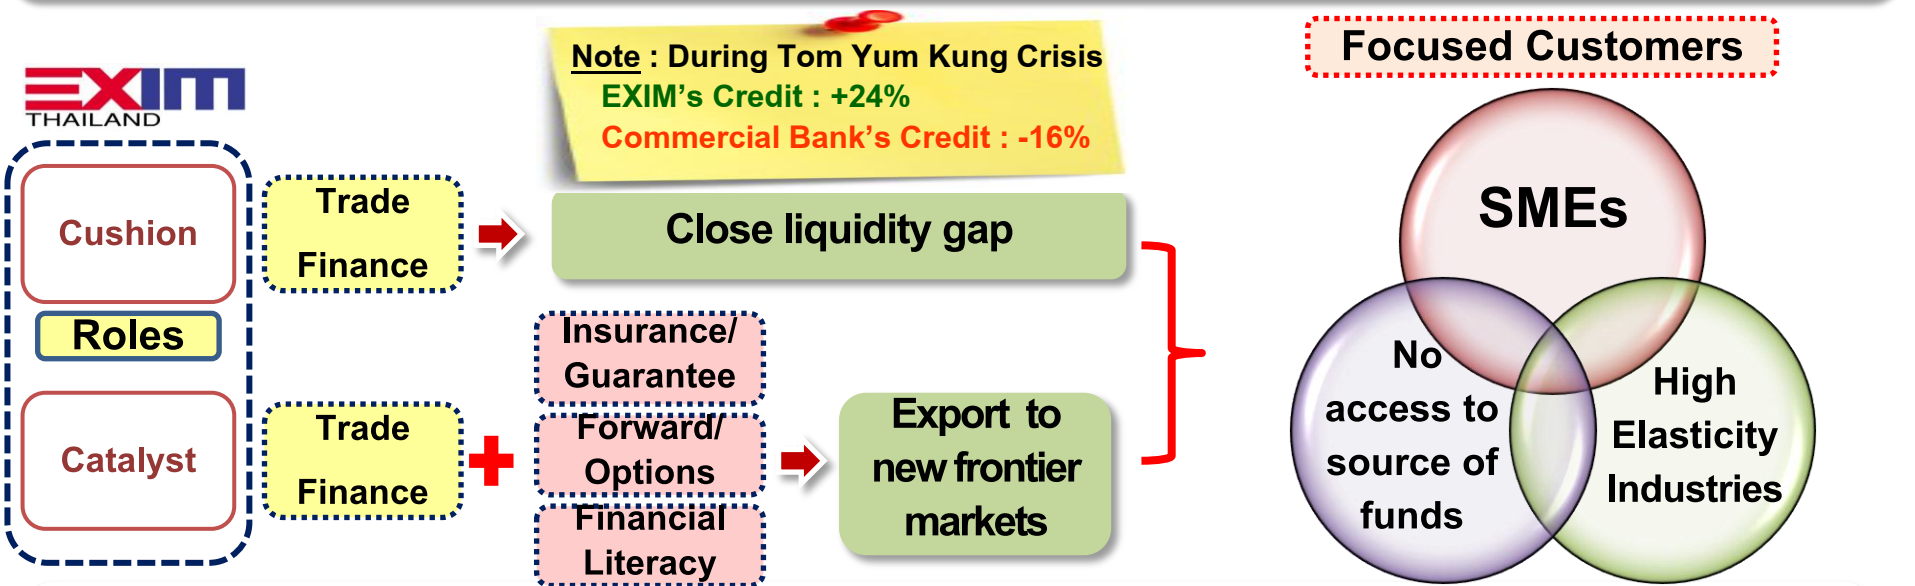 EXIM
THAILAND
Note : During Tom Yum Kung Crisis
EXIM's Credit : +24%
Commercial Bank's Credit : -16%
Focused Customers
Cushion
Trade
Finance
Close liquidity gap
Roles
Catalyst
Trade
Finance
Insurance/
Guarantee
Forward/
Options
Financial
Literacy
Export to
new frontier
markets
SMEs
No
access to
source of
funds
High
Elasticity
Industries